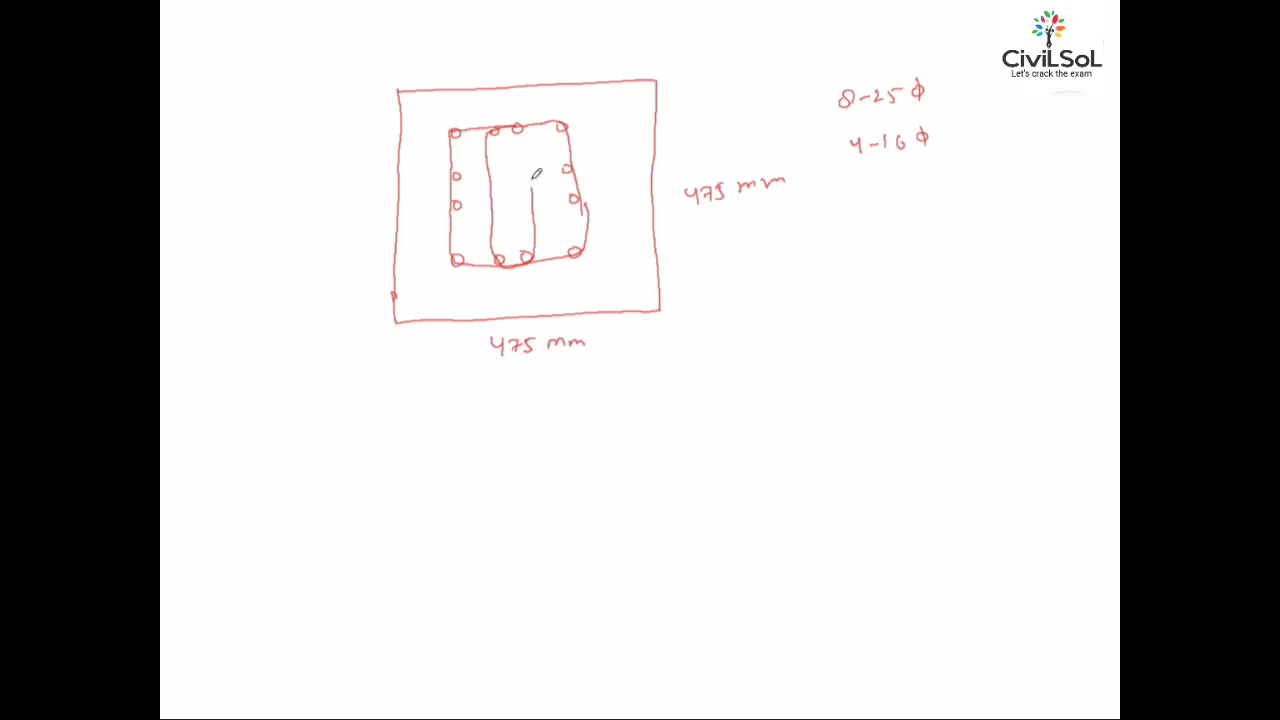 CiviLSoL
Let's crack the exam
8-25 ϕ
4-16 ϕ
475 mm
475 mm